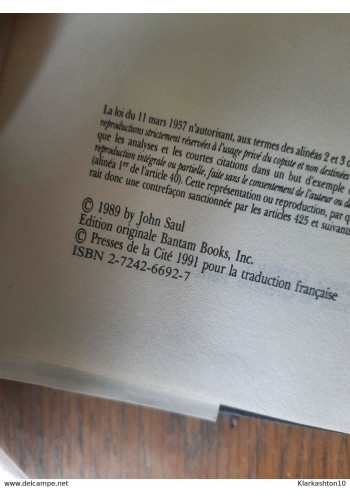 La loi du 11 mars 1957 n'autorisant, aux termes des alinéas 2 et 3 d
reproductions strictement réservées à l'usage privé du copiste et non destinées
que les analyses et les courtes citations dans un but d'exemple
reproduction intégrale ou partielle, faite sans le consentement de l'auteur ou de
(alinéa 1er de l'article 40). Cette représentation ou reproduction, par q
rait donc une contrefaçon sanctionnée par les articles 425 et suivants
© 1989 by John Saul
Edition originale Bantam Books, Inc.
© Presses de la Cité 1991 pour la traduction française
ISBN 2-7242-6692-7
www.delcampe.net
Klarkashton10